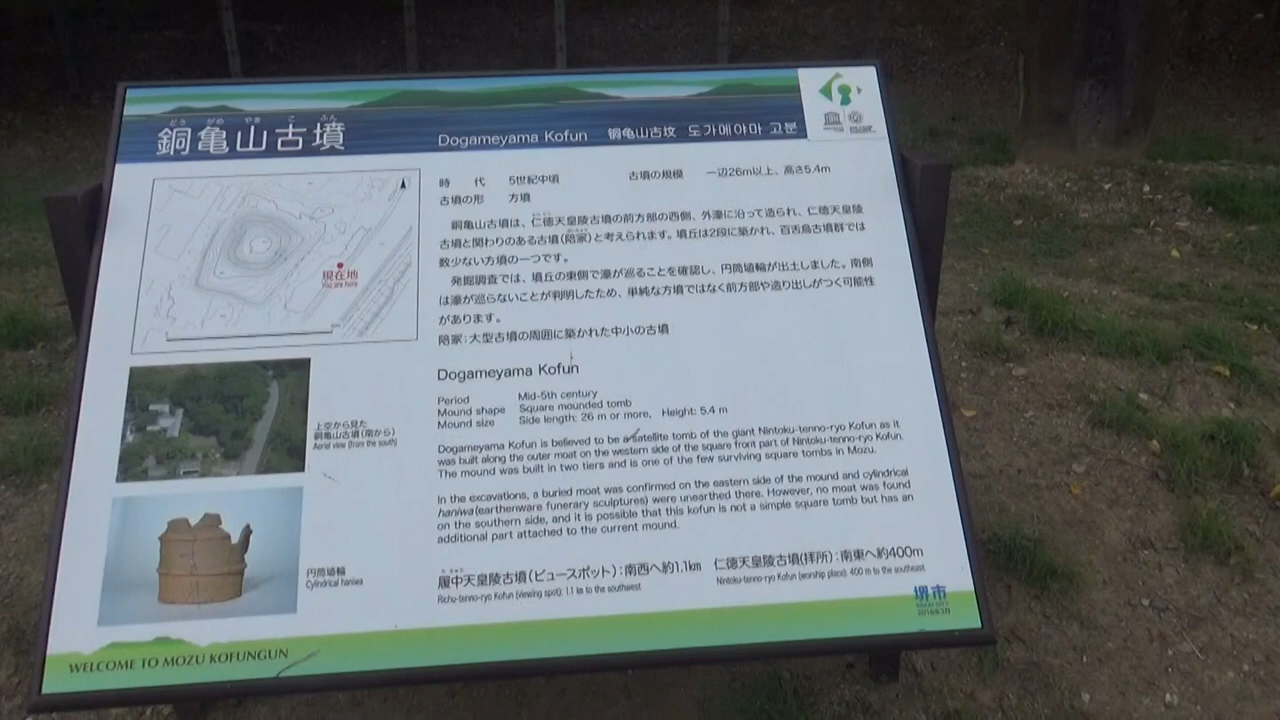 どう がめ やま こ ふん
銅亀山古墳
Dogameyama Kofun 铜龟山古坟 도가메야마 고분
時 代 5世紀中頃 古墳の規模 一辺26m以上、高さ5.4m
古墳の形 方墳
銅亀山古墳は、仁徳天皇陵古墳の前方部の西側、外濠に沿って造られ、仁徳天皇陵
古墳と関わりのある古墳(陪冢)と考えられます。墳丘は2段に築かれ、百舌鳥古墳群では
数少ない方墳の一つです。
発掘調査では、墳丘の東側で濠が巡ることを確認し、円筒埴輪が出土しました。南側
は濠が巡らないことが判明したため、単純な方墳ではなく前方部や造り出しがつく可能性
があります。
陪冢:大型古墳の周囲に築かれた中小の古墳
現在地
You are here
上空から見た
銅亀山古墳(南から)
Aerial view (from the south)
円筒埴輪
Cylindrical haniwa
Dogameyama Kofun
Period Mid-5th century
Mound shape Square mounded tomb
Mound size Side length: 26 m or more, Height: 5.4 m
Dogameyama Kofun is believed to be a satellite tomb of the giant Nintoku-tenno-ryo Kofun as it
was built along the outer moat on the western side of the square front part of Nintoku-tenno-ryo Kofun.
The mound was built in two tiers and is one of the few surviving square tombs in Mozu.
In the excavations, a buried moat was confirmed on the eastern side of the mound and cylindrical
haniwa (earthenware funerary sculptures) were unearthed there. However, no moat was found
on the southern side, and it is possible that this kofun is not a simple square tomb but has an
additional part attached to the current mound.
履中天皇陵古墳(ビュースポット):南西へ約1.1km 仁徳天皇陵古墳(拝所):南東へ約400m
Richu-tenno-ryo Kofun (viewing spot): 1.1 km to the southwest Nintoku-tenno-ryo Kofun (worship place): 400 m to the southeast
堺市
SAKAI CITY
2018年3月
WELCOME TO MOZU KOFUNGUN